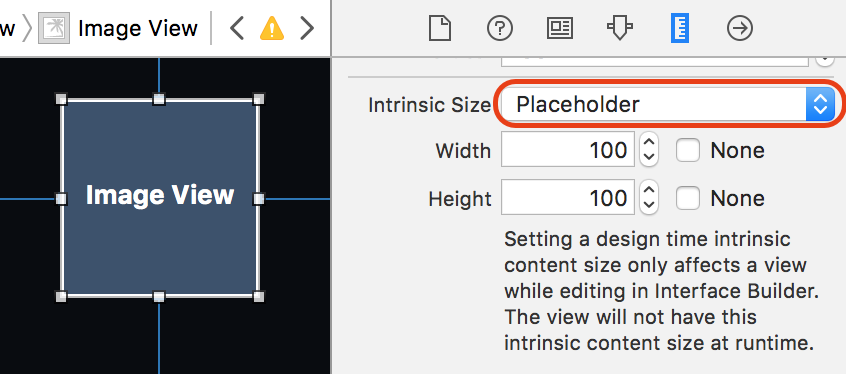 w Image View
Intrinsic Size Placeholder
Image View
Width 100 None
Height 100 None
Setting a design time intrinsic
content size only affects a view
while editing in Interface Builder.
The view will not have this
intrinsic content size at runtime.